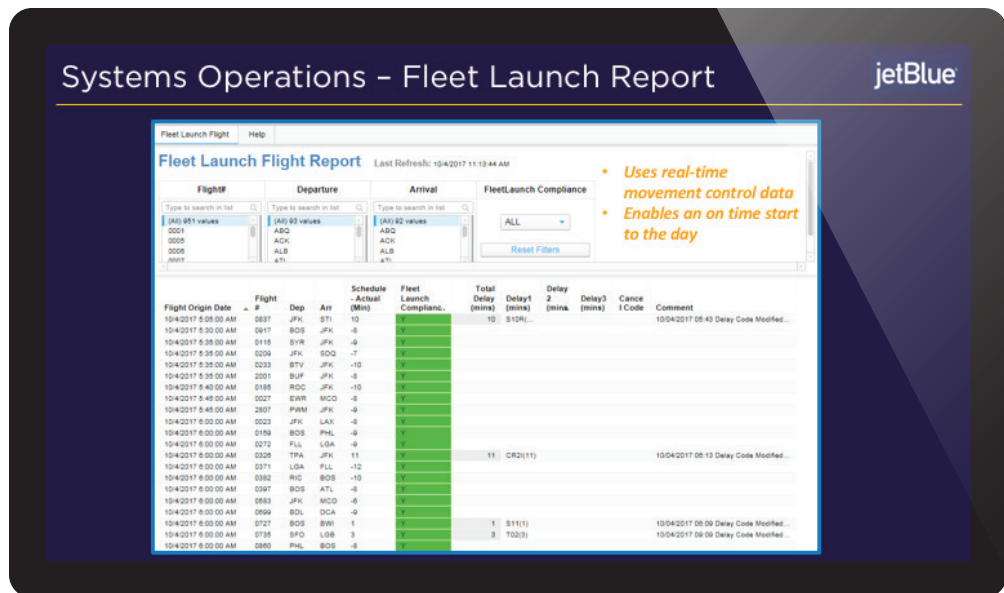 Systems Operations – Fleet Launch Report
jetBlue
Fleet Launch Flight Help
Fleet Launch Flight Report Last Refresh: 10/4/2017 11:13:44 AM
• Uses real-time
movement control data
• Enables an on time start
to the day
Flight# Departure Arrival FleetLaunch Compliance
Type to search in list Type to search in list Type to search in list
(All) 951 values (All) 93 values (All) 92 values ALL
0001 ABQ ABQ
0005 ACK ACK
0006 ALB ALB Reset Filters
0007 ATL ATL
Flight Origin Date Flight # Dep Arr Schedule - Actual (Min) Fleet Launch Complianc.. Total Delay (mins) Delay1 (mins) Delay 2 (mins. Delay3 (mins) Cance l Code Comment
10/4/2017 5:05:00 AM 0837 JFK STI 10 Y 10 S10R(... 10/04/2017 05:43 Delay Code Modified...
10/4/2017 5:30:00 AM 0917 BOS JFK -8 Y
10/4/2017 5:35:00 AM 0115 SYR JFK -9 Y
10/4/2017 5:35:00 AM 0209 JFK SDQ -7 Y
10/4/2017 5:35:00 AM 0233 BTV JFK -10 Y
10/4/2017 5:35:00 AM 2001 BUF JFK -8 Y
10/4/2017 5:40:00 AM 0185 ROC JFK -10 Y
10/4/2017 5:45:00 AM 0027 EWR MCO -8 Y
10/4/2017 5:45:00 AM 2807 PWM JFK -9 Y
10/4/2017 6:00:00 AM 0023 JFK LAX -8 Y
10/4/2017 6:00:00 AM 0159 BOS PHL -9 Y
10/4/2017 6:00:00 AM 0272 FLL LGA -9 Y
10/4/2017 6:00:00 AM 0326 TPA JFK 11 Y 11 CR2I(11) 10/04/2017 06:13 Delay Code Modified...
10/4/2017 6:00:00 AM 0371 LGA FLL -12 Y
10/4/2017 6:00:00 AM 0382 RIC BOS -10 Y
10/4/2017 6:00:00 AM 0397 BOS ATL -8 Y
10/4/2017 6:00:00 AM 0683 JFK MCO -6 Y
10/4/2017 6:00:00 AM 0699 BDL DCA -9 Y
10/4/2017 6:00:00 AM 0727 BOS BWI 1 Y 1 S11(1) 10/04/2017 06:09 Delay Code Modified...
10/4/2017 6:00:00 AM 0735 SFO LGB 3 Y 3 T02(3) 10/04/2017 09:09 Delay Code Modified...
10/4/2017 6:00:00 AM 0860 PHL BOS -8 Y